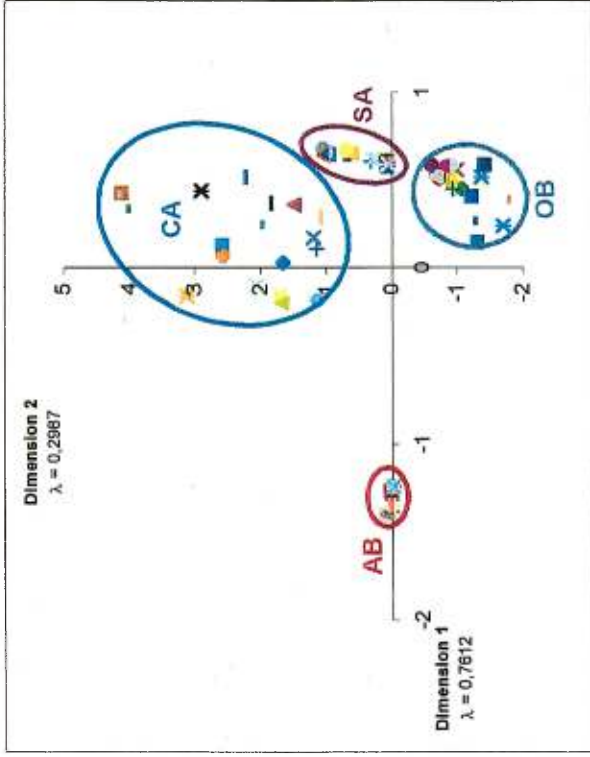 Dimension 2
λ = 0,2967
5
4
3
2
1
0
-1
-2
-2
-1
0
1
CA
SA
AB
OB
Dimension 1
λ = 0,7612